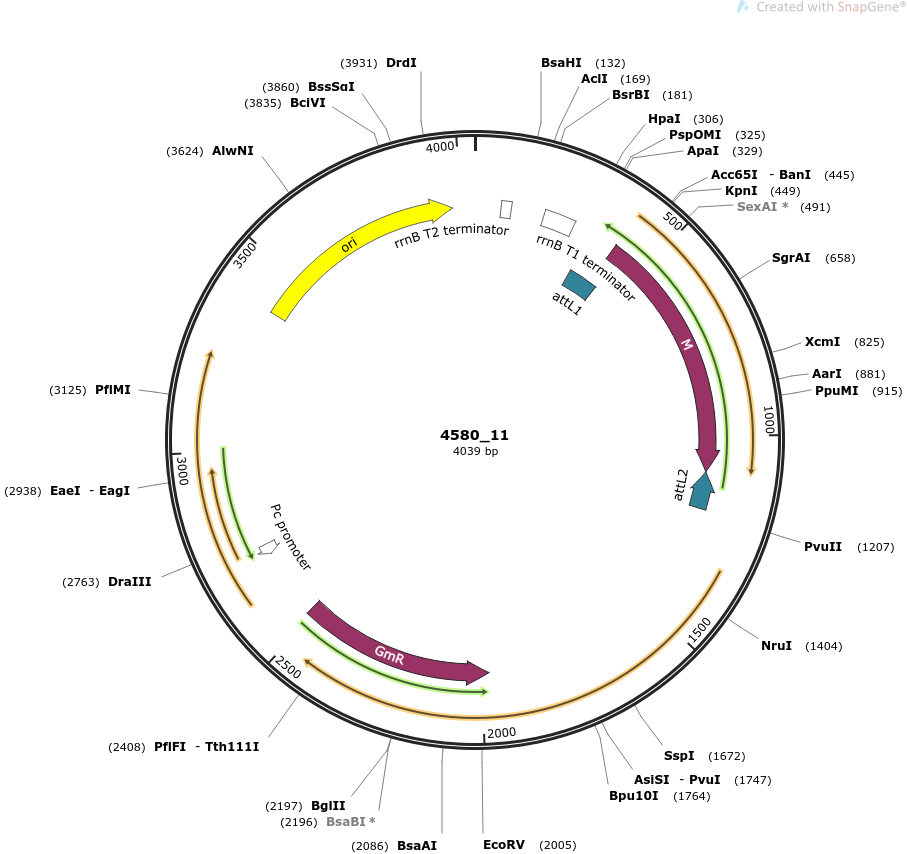 Created with SnapGene®
(3931) DrdI
BsaHI (132)
(3860) BssSαI
AclI (169)
(3835) BciVI
BsrBI (181)
HpaI (306)
PspOMI (325)
4000
(3624) AlwNI
ApaI (329)
Acc65I - BanI (445)
KpnI (449)
SexAI * (491)
500
rrnB T2 terminator
ori
rrnB T1 terminator
3500
SgrAI (658)
attL1
XcmI (825)
M
AarI (881)
(3125) PflMI
PpuMI (915)
1000
4580_11
4039 bp
3000
attL2
(2938) EaeI - EagI
Pc promoter
PvuII (1207)
(2763) DraIII
1500
NruI (1404)
GmR
2500
2000
(2408) PflFI - Tth111I
SspI (1672)
AsiSI - PvuI (1747)
Bpu10I (1764)
(2197) BglII
(2196) BsaBI *
(2086) BsaAI
EcoRV (2005)